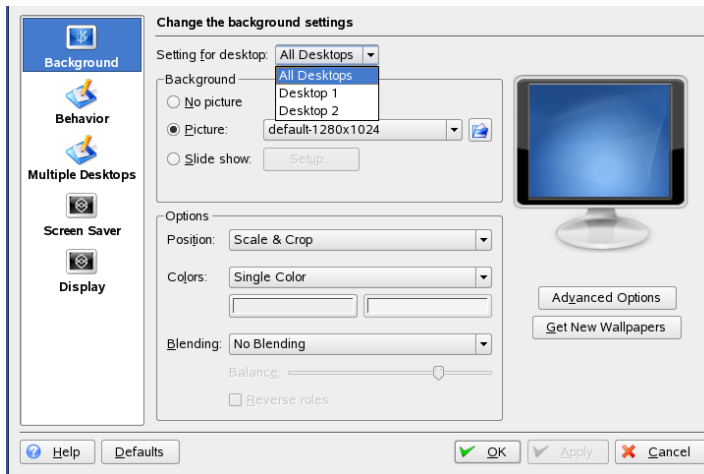 Change the background settings
Background
Behavior
Multiple Desktops
Screen Saver
Display
Setting for desktop: All Desktops
All Desktops
Desktop 1
Desktop 2
Background
No picture
Picture: default-1280x1024
Slide show: Setup...
Options
Position: Scale & Crop
Colors: Single Color
Blending: No Blending
Balance:
Reverse roles
Advanced Options
Get New Wallpapers
Help Defaults OK Apply Cancel